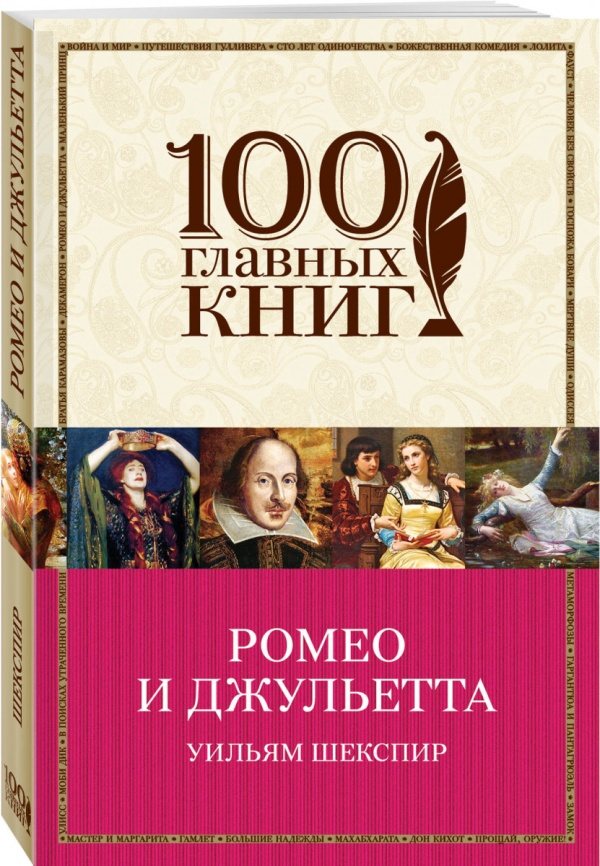 ВОЙНА И МИР • ПУТЕШЕСТВИЯ ГУЛЛИВЕРА • СТО ЛЕТ ОДИНОЧЕСТВА • БОЖЕСТВЕННАЯ КОМЕДИЯ • ЛОЛИТА
ФАУСТ • ЧЕЛОВЕК БЕЗ СВОЙСТВ • ГОСПОЖА БОВАРИ • МЕРТВЫЕ ДУШИ • ОДИССЕЯ
БРАТЬЯ КАРАМАЗОВЫ • ДЕКАМЕРОН • РОМЕО И ДЖУЛЬЕТТА • МАЛЕНЬКИЙ ПРИНЦ
100
ГЛАВНЫХ
КНИГ
РОМЕО
И ДЖУЛЬЕТТА
УИЛЬЯМ ШЕКСПИР
УЛИСС • МОБИ ДИК • В ПОИСКАХ УТРАЧЕННОГО ВРЕМЕНИ
МЕТАМОРФОЗЫ • ГАРГАНТЮА И ПАНТАГРЮЭЛЬ • ЗАМОК
МАСТЕР И МАРГАРИТА • ГАМЛЕТ • БОЛЬШИЕ НАДЕЖДЫ • МАХАБХАРАТА • ДОН КИХОТ • ПРОЩАЙ, ОРУЖИЕ!
РОМЕО И ДЖУЛЬЕТТА
ШЕКСПИР
100
ГЛАВНЫХ
КНИГ